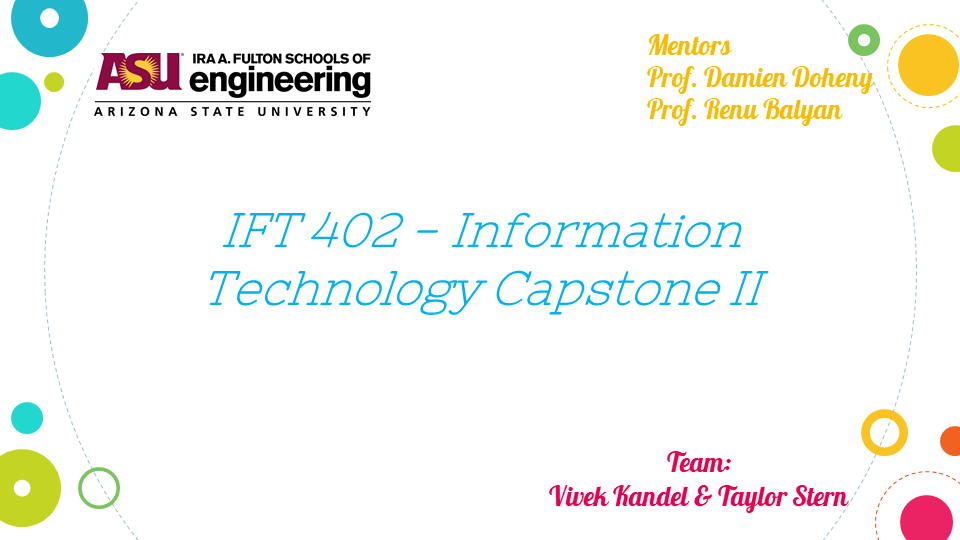 ASU IRA A. FULTON SCHOOLS OF
engineering
ARIZONA STATE UNIVERSITY
Mentors
Prof. Damien Doheny
Prof. Renu Balyan
IFT 402 – Information
Technology Capstone II
Team:
Vivek Kandel & Taylor Stern